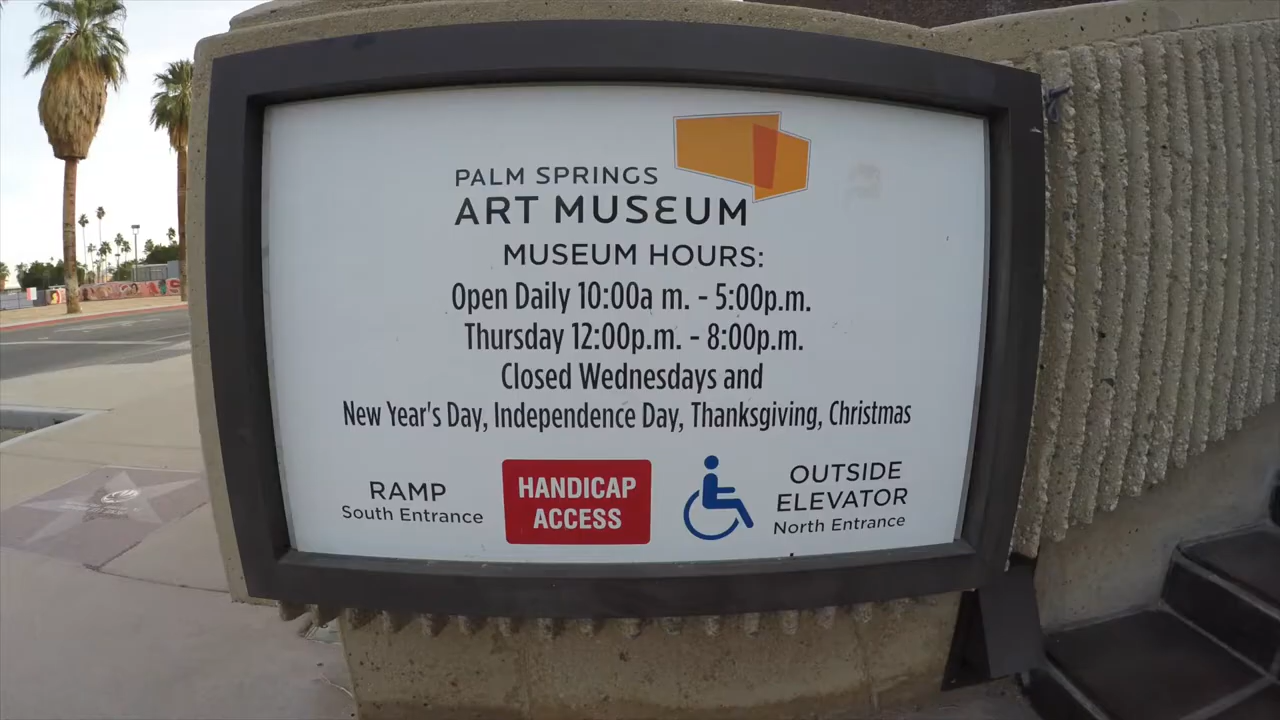 PALM SPRINGS
ART MUSEUM
MUSEUM HOURS:
Open Daily 10:00a m. - 5:00p.m.
Thursday 12:00p.m. - 8:00p.m.
Closed Wednesdays and
New Year's Day, Independence Day, Thanksgiving, Christmas
RAMP
South Entrance
HANDICAP
ACCESS
OUTSIDE
ELEVATOR
North Entrance